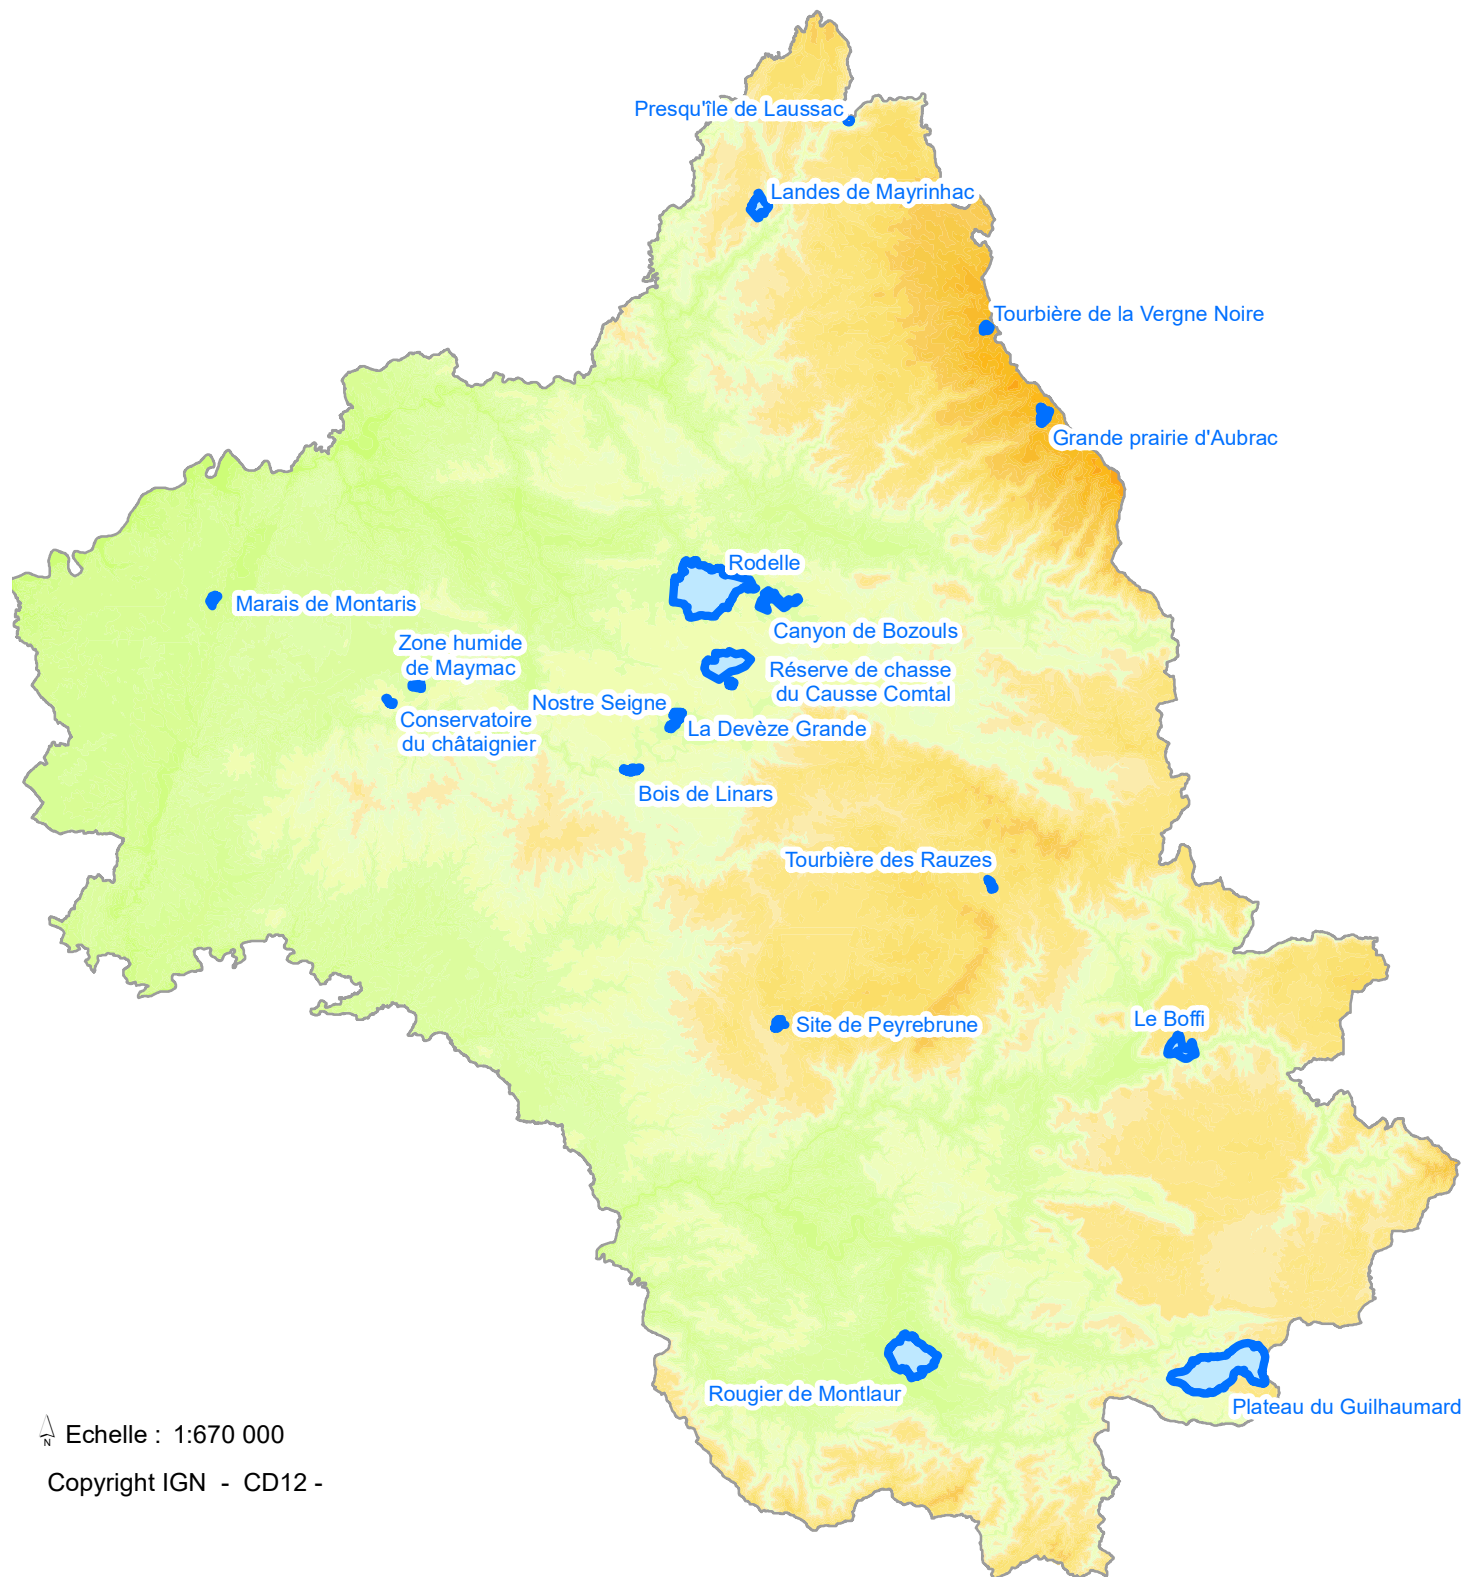 Presqu'île de Laussac
Landes de Mayrinhac
Tourbière de la Vergne Noire
Grande prairie d'Aubrac
Rodelle
Marais de Montaris
Canyon de Bozouls
Zone humide
de Maymac
Réserve de chasse
du Causse Comtal
Nostre Seigne
Conservatoire
du châtaignier
La Devèze Grande
Bois de Linars
Tourbière des Rauzes
Site de Peyrebrune
Le Boffi
Rougier de Montlaur
Plateau du Guilhaumard
N
Echelle : 1:670 000
Copyright IGN - CD12 -